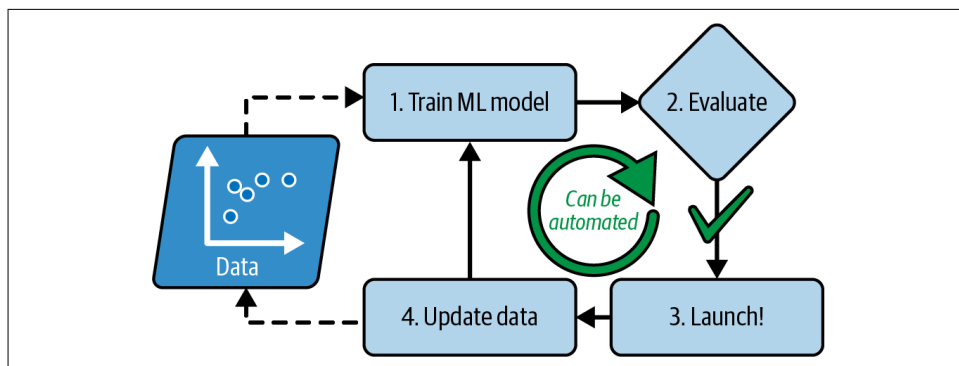 1. Train ML model
2. Evaluate
Can be
automated
Data
4. Update data
3. Launch!